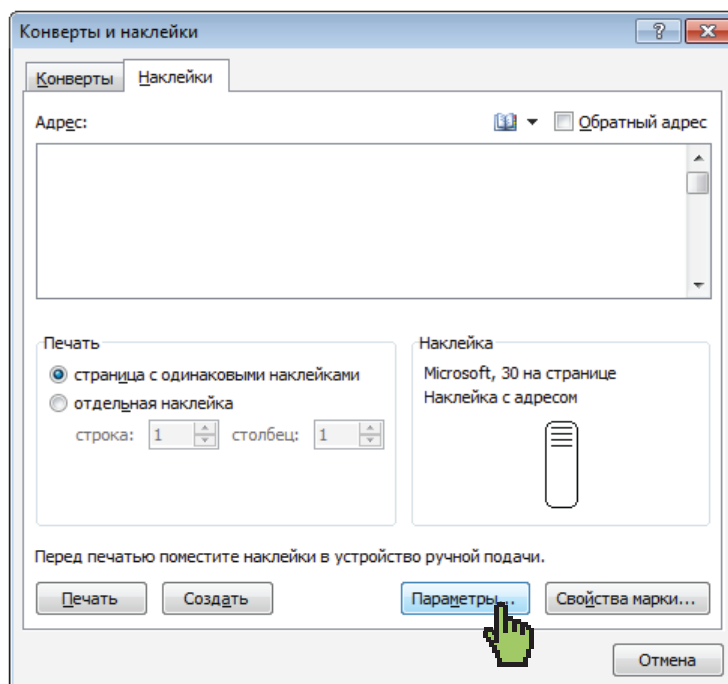 Конверты и наклейки
Конверты Наклейки
Адрес: Обратный адрес
Печать
страница с одинаковыми наклейками
отдельная наклейка
строка: 1 столбец: 1
Наклейка
Microsoft, 30 на странице
Наклейка с адресом
Перед печатью поместите наклейки в устройство ручной подачи.
Печать Создать Параметры... Свойства марки...
Отмена